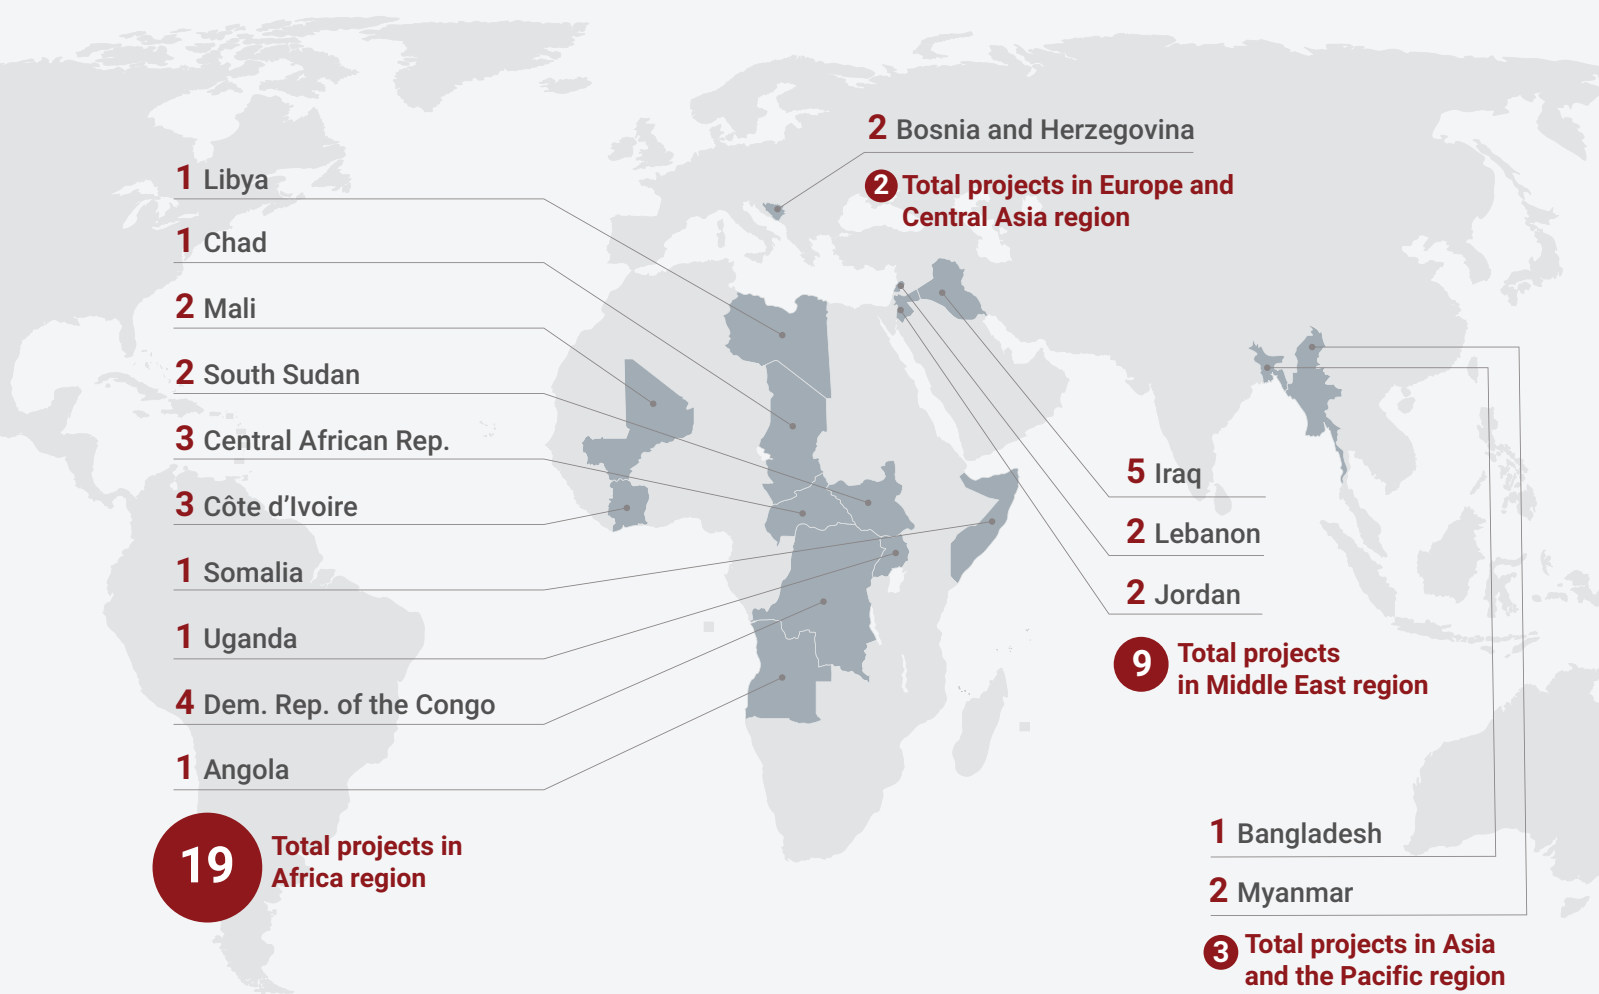 1 Libya
1 Chad
2 Mali
2 South Sudan
3 Central African Rep.
3 Côte d’Ivoire
1 Somalia
1 Uganda
4 Dem. Rep. of the Congo
1 Angola
19 Total projects in
Africa region
2 Bosnia and Herzegovina
2 Total projects in Europe and
Central Asia region
5 Iraq
2 Lebanon
2 Jordan
9 Total projects
in Middle East region
1 Bangladesh
2 Myanmar
3 Total projects in Asia
and the Pacific region